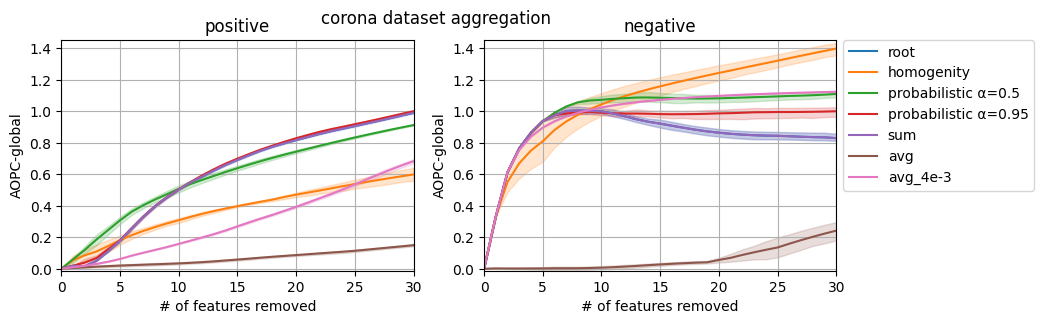 corona dataset aggregation
positive
negative
AOPC-global
1.4
1.2
1.0
0.8
0.6
0.4
0.2
0.0
0 5 10 15 20 25 30
# of features removed
AOPC-global
1.4
1.2
1.0
0.8
0.6
0.4
0.2
0.0
0 5 10 15 20 25 30
# of features removed
root
homogenity
probabilistic α=0.5
probabilistic α=0.95
sum
avg
avg_4e-3